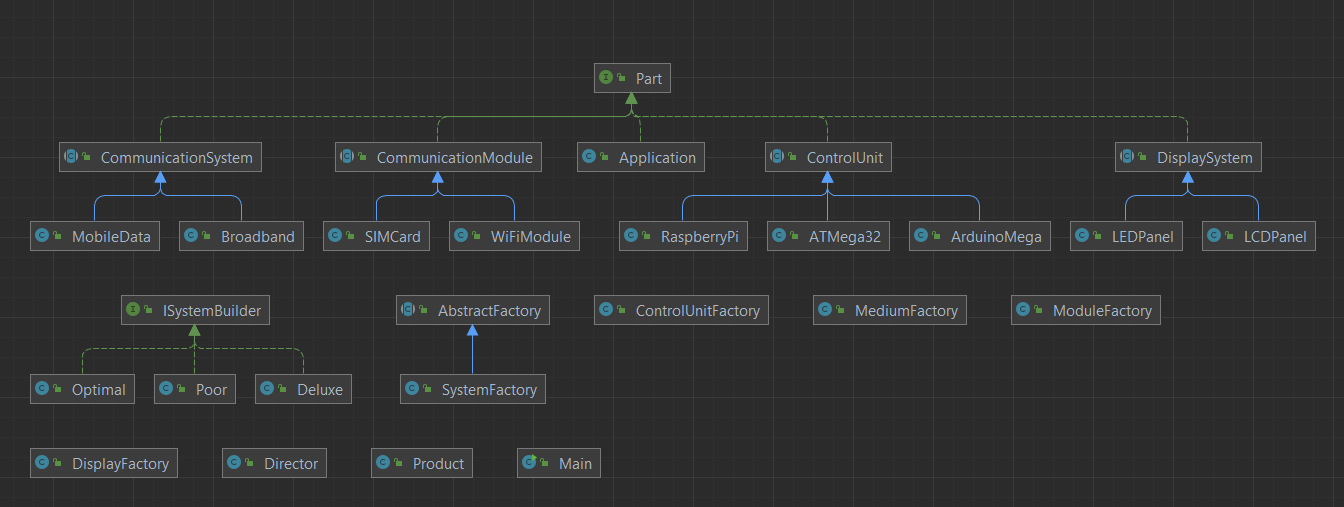 Part
CommunicationSystem CommunicationModule Application ControlUnit DisplaySystem
MobileData Broadband SIMCard WiFiModule RaspberryPi ATMega32 ArduinoMega LEDPanel LCDPanel
ISystemBuilder AbstractFactory ControlUnitFactory MediumFactory ModuleFactory
Optimal Poor Deluxe SystemFactory
DisplayFactory Director Product Main